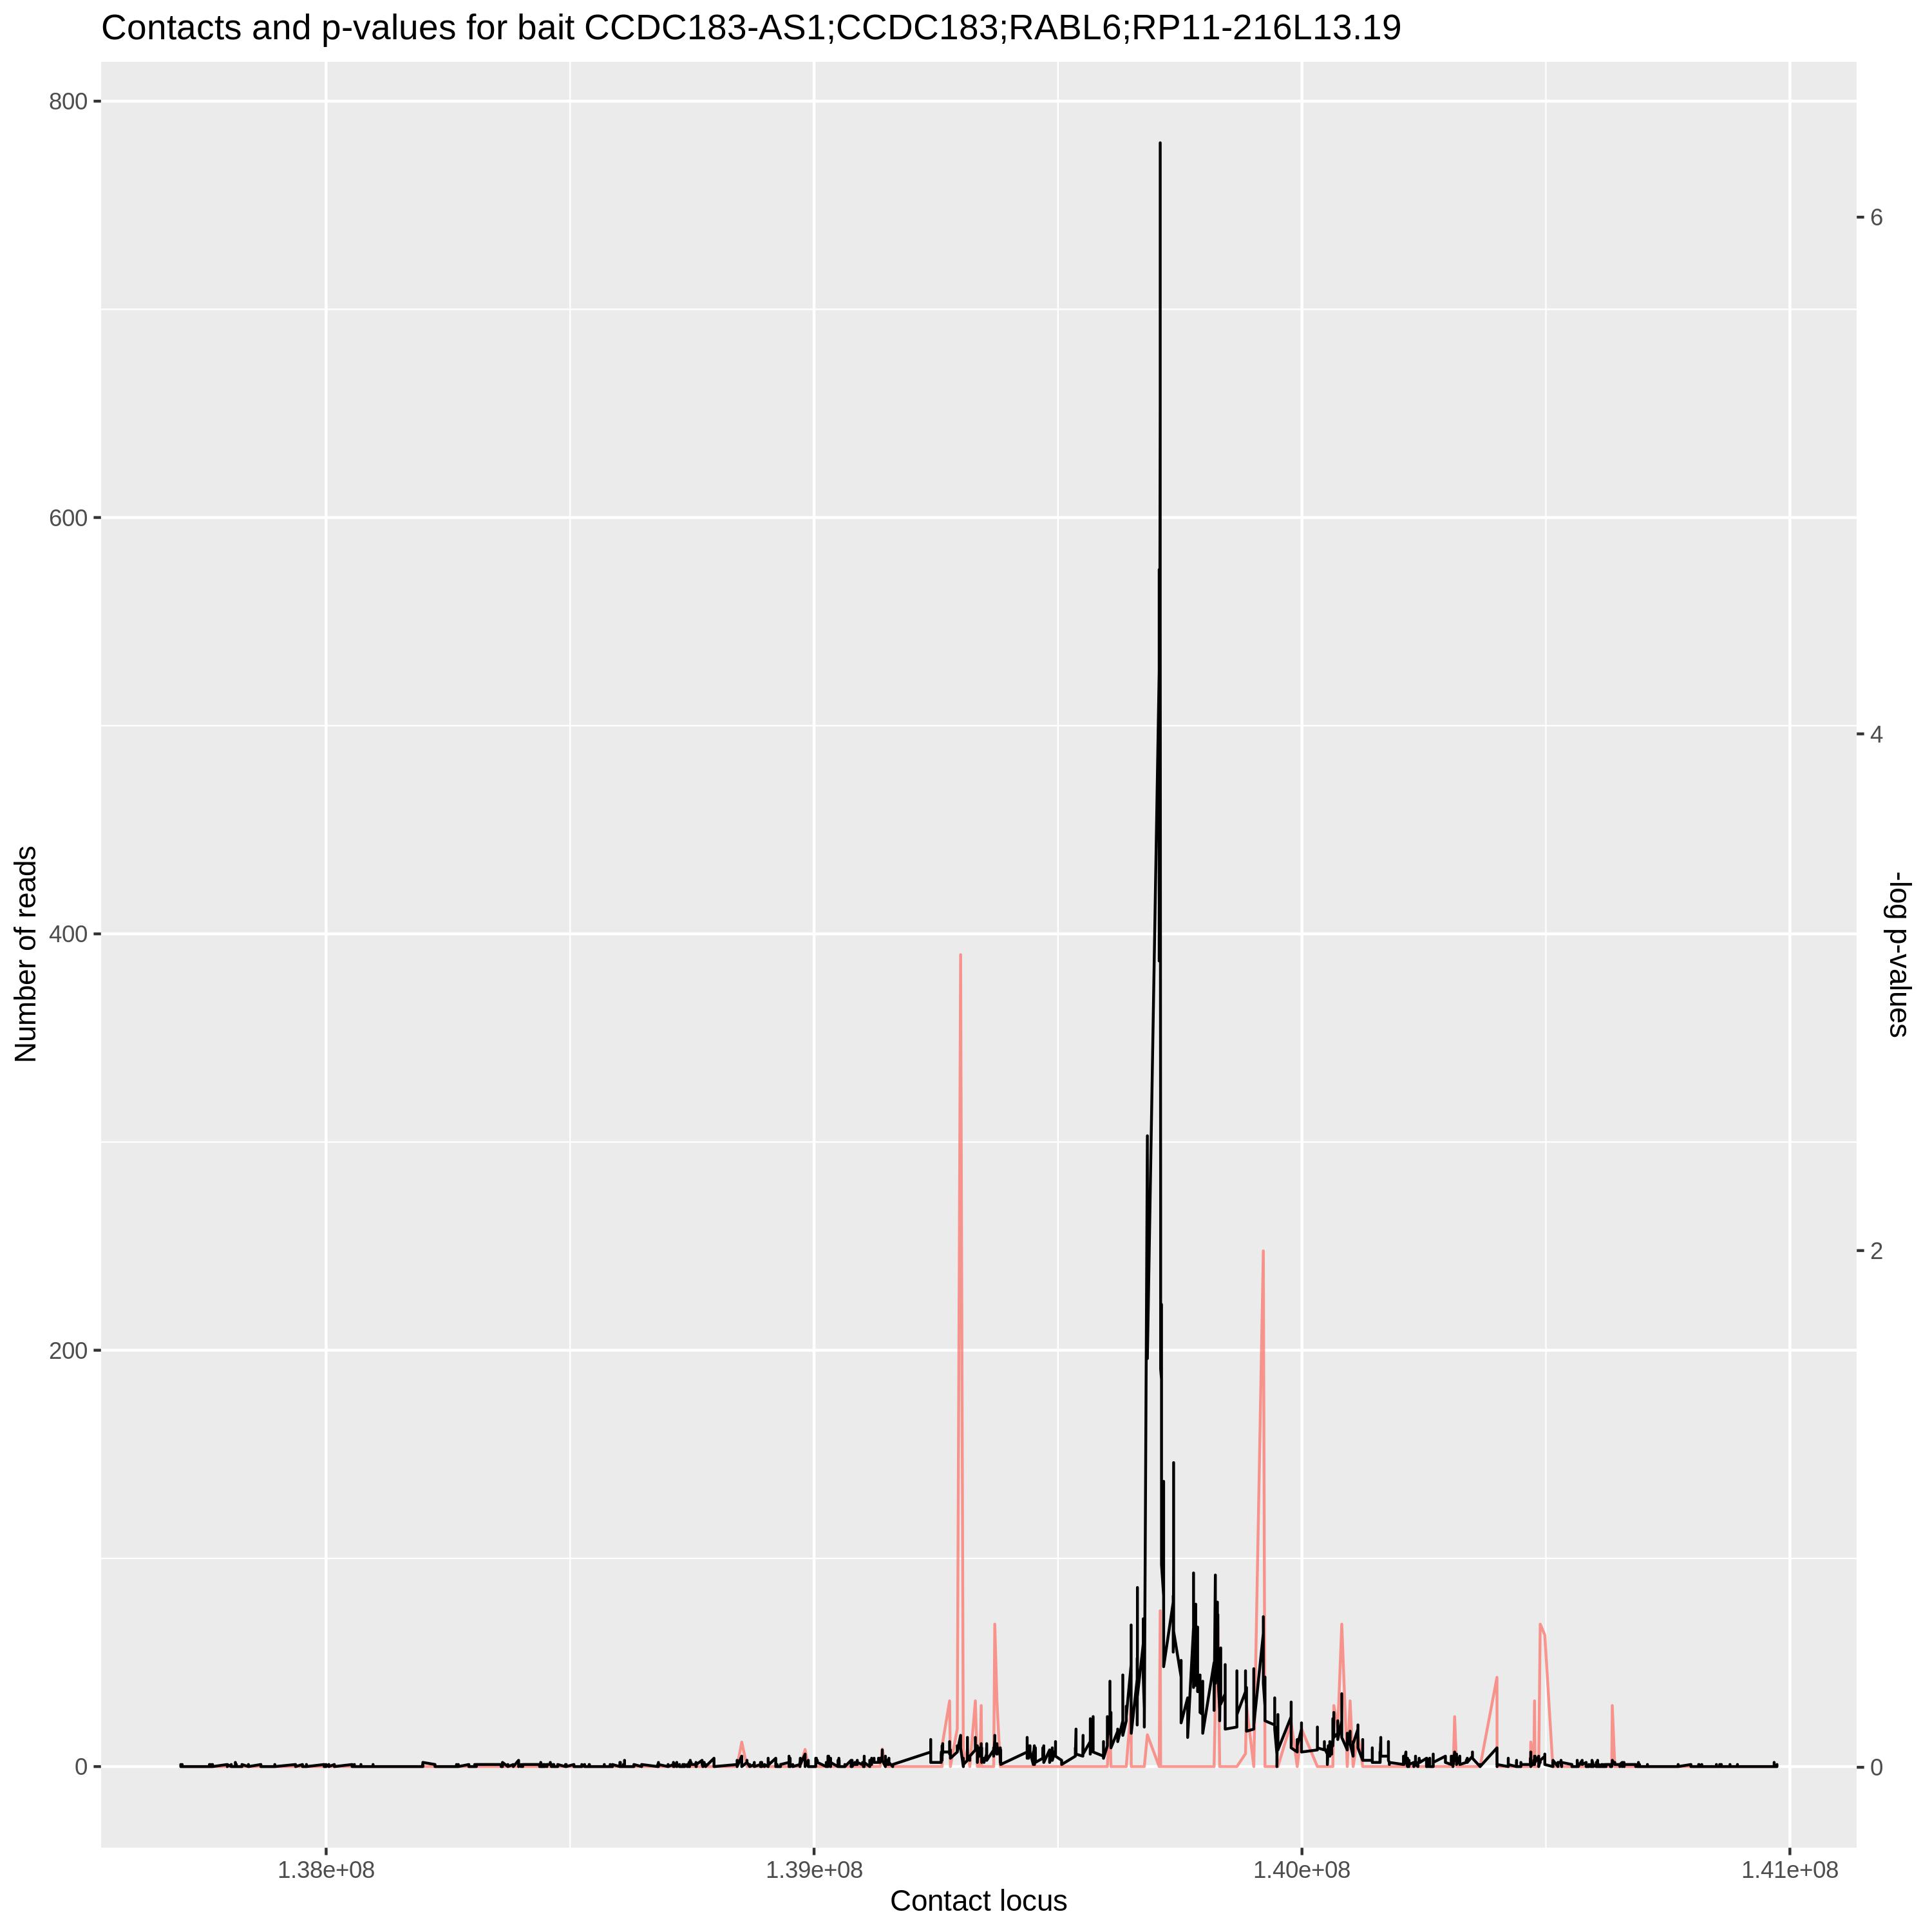 Contacts and p-values for bait CCDC183-AS1;CCDC183;RABL6;RP11-216L13.19
800
600
400
200
0
Number of reads
6
4
2
0
-log p-values
1.38e+08
1.39e+08
1.40e+08
1.41e+08
Contact locus